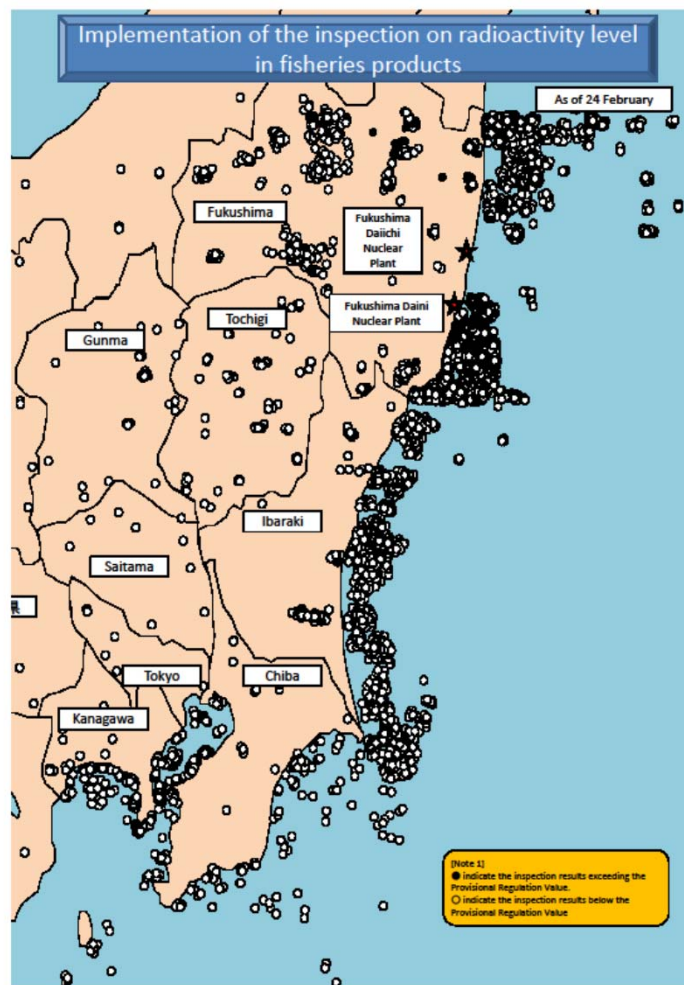 Implementation of the inspection on radioactivity level
in fisheries products
As of 24 February
Fukushima
Fukushima
Daiichi
Nuclear
Plant
Fukushima Daini
Nuclear Plant
Tochigi
Gunma
Ibaraki
Saitama
県
Tokyo
Chiba
Kanagawa
[Note 1]
● indicate the inspection results exceeding the
Provisional Regulation Value.
○ indicate the inspection results below the
Provisional Regulation Value